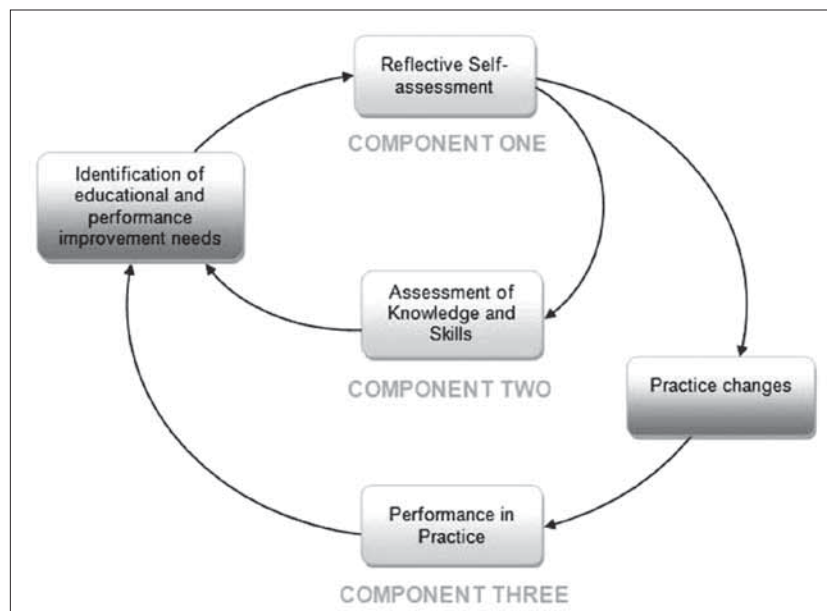 Reflective Self-
assessment
COMPONENT ONE
Identification of
educational and
performance
improvement needs
Assessment of
Knowledge and
Skills
COMPONENT TWO
Practice changes
Performance in
Practice
COMPONENT THREE